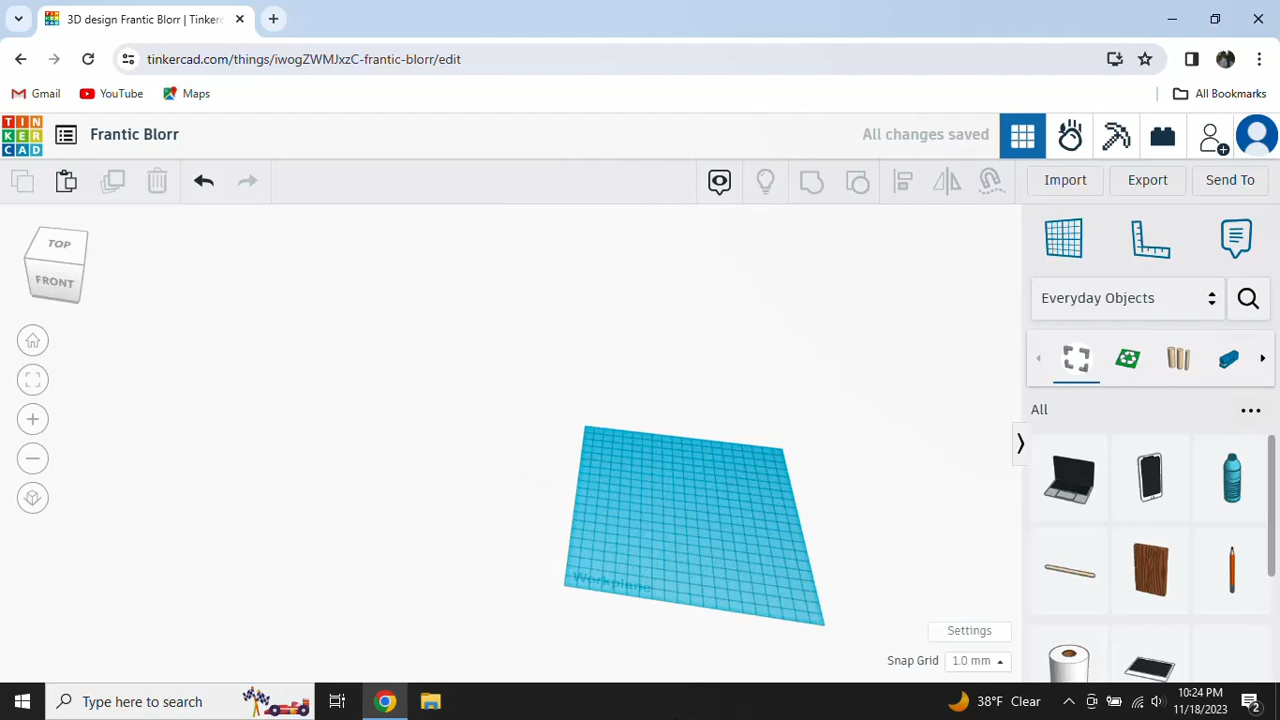 3D design Frantic Blorr | Tinker
tinkercad.com/things/iwogZWMJxzC-frantic-blorr/edit
Gmail YouTube Maps All Bookmarks
TIN KER CAD Frantic Blorr All changes saved
Import Export Send To
TOP
FRONT
Everyday Objects
All
Workplane
Settings
Snap Grid 1.0 mm
Type here to search 38°F Clear 10:24 PM
11/18/2023 2